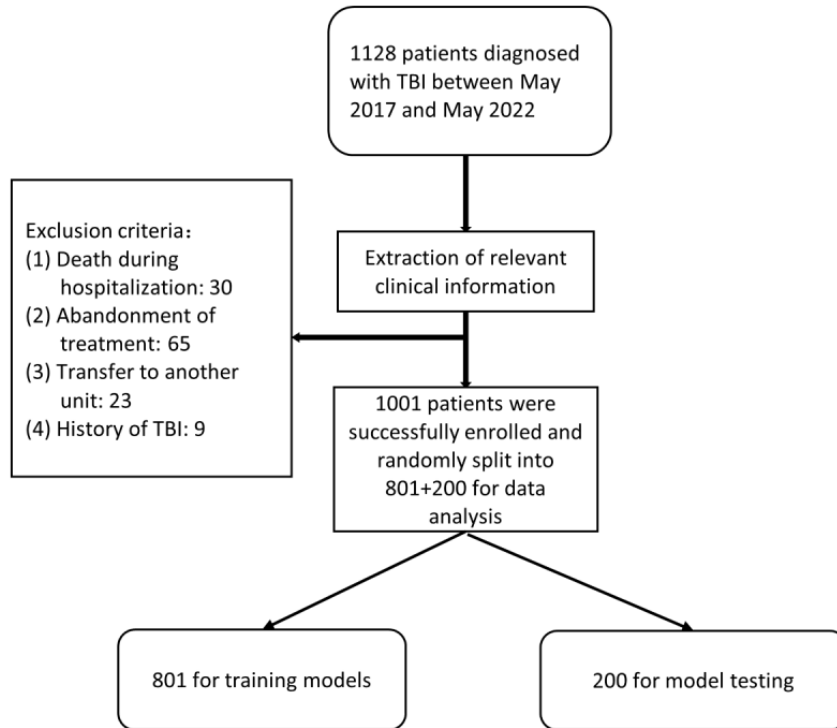 1128 patients diagnosed
with TBI between May
2017 and May 2022
Exclusion criteria：
(1) Death during
hospitalization: 30
(2) Abandonment of
treatment: 65
(3) Transfer to another
unit: 23
(4) History of TBI: 9
Extraction of relevant
clinical information
1001 patients were
successfully enrolled and
randomly split into
801+200 for data
analysis
801 for training models
200 for model testing